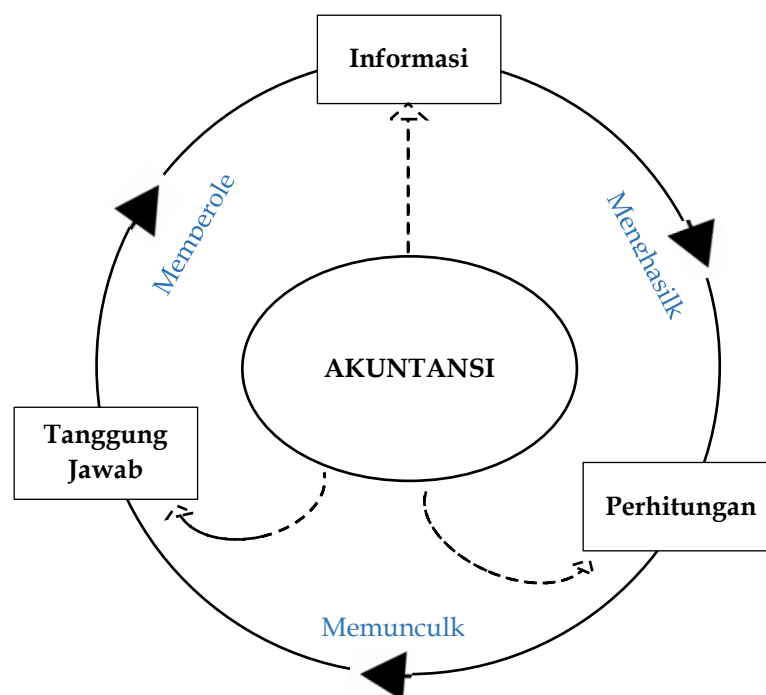 Informasi
Memperole
Menghasilk
AKUNTANSI
Tanggung
Jawab
Perhitungan
Memunculk